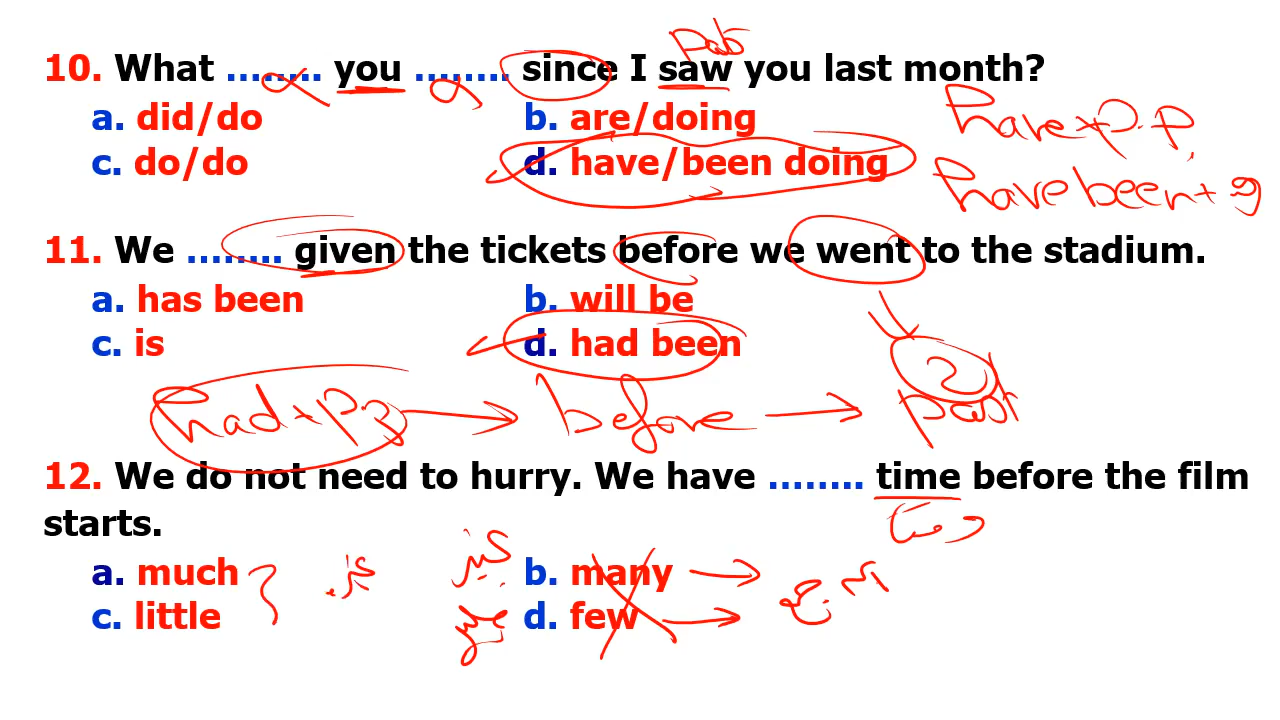 10. What ........ you ........ since I saw you last month?
a. did/do b. are/doing
c. do/do d. have/been doing
have + P.P
have been + ing
11. We ........ given the tickets before we went to the stadium.
a. has been b. will be
c. is d. had been
had + P.P → before → past
12. We do not need to hurry. We have ........ time before the film
starts.
a. much b. many
c. little d. few